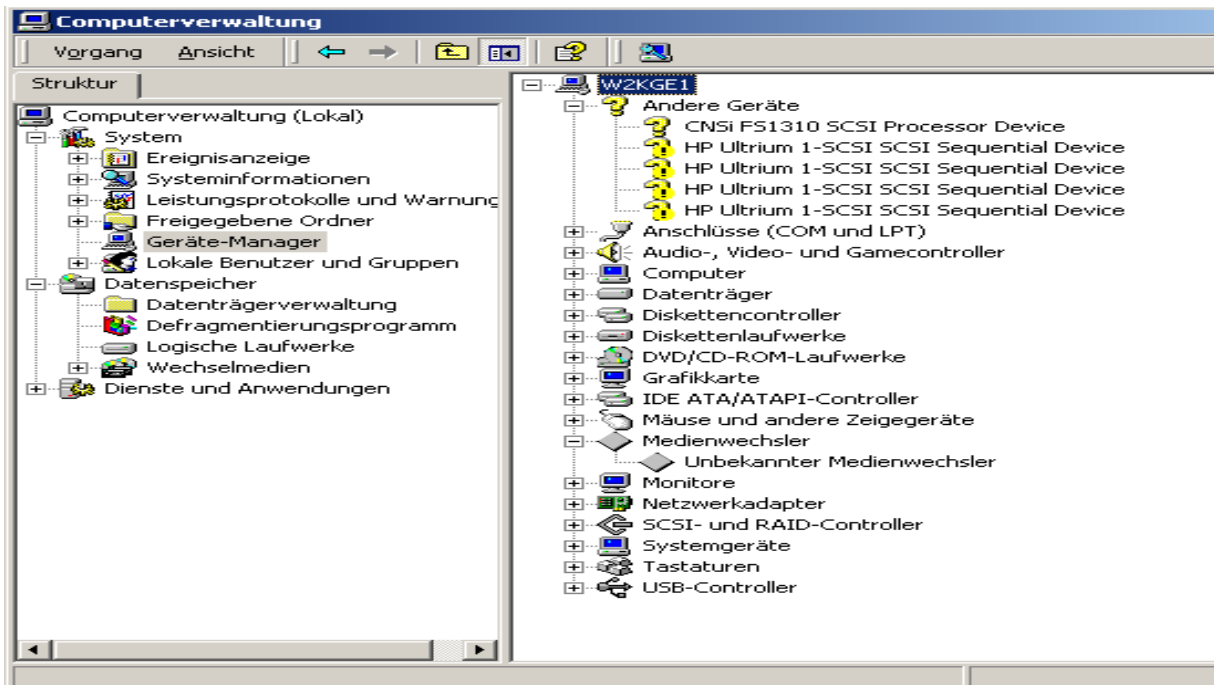 Computerverwaltung
Vorgang Ansicht
Struktur
Computerverwaltung (Lokal)
System
Ereignisanzeige
Systeminformationen
Leistungsprotokolle und Warnung
Freigegebene Ordner
Geräte-Manager
Lokale Benutzer und Gruppen
Datenspeicher
Datenträgerverwaltung
Defragmentierungsprogramm
Logische Laufwerke
Wechselmedien
Dienste und Anwendungen
W2KGE1
Andere Geräte
CNSi FS1310 SCSI Processor Device
HP Ultrium 1-SCSI SCSI Sequential Device
HP Ultrium 1-SCSI SCSI Sequential Device
HP Ultrium 1-SCSI SCSI Sequential Device
HP Ultrium 1-SCSI SCSI Sequential Device
Anschlüsse (COM und LPT)
Audio-, Video- und Gamecontroller
Computer
Datenträger
Diskettencontroller
Diskettenlaufwerke
DVD/CD-ROM-Laufwerke
Grafikkarte
IDE ATA/ATAPI-Controller
Mäuse und andere Zeigegeräte
Medienwechsler
Unbekannter Medienwechsler
Monitore
Netzwerkadapter
SCSI- und RAID-Controller
Systemgeräte
Tastaturen
USB-Controller